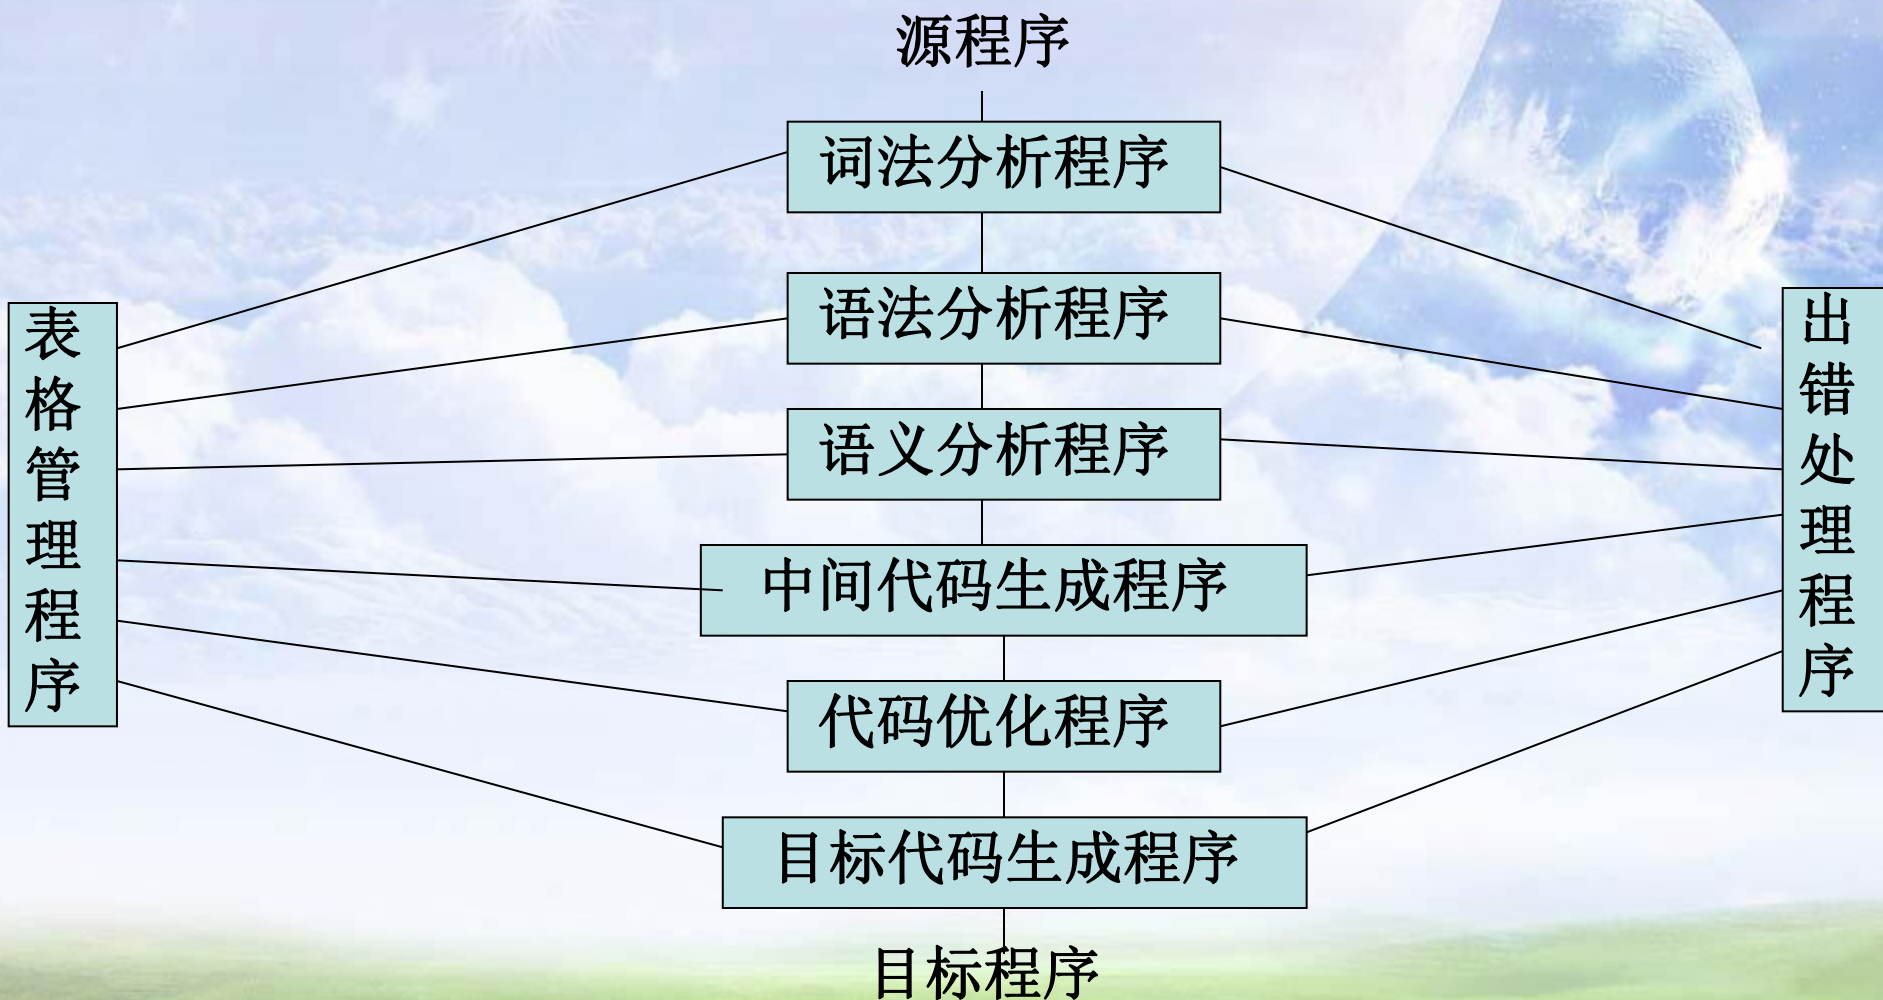 源程序
词法分析程序
语法分析程序
语义分析程序
中间代码生成程序
代码优化程序
目标代码生成程序
目标程序
表格管理程序
出错处理程序